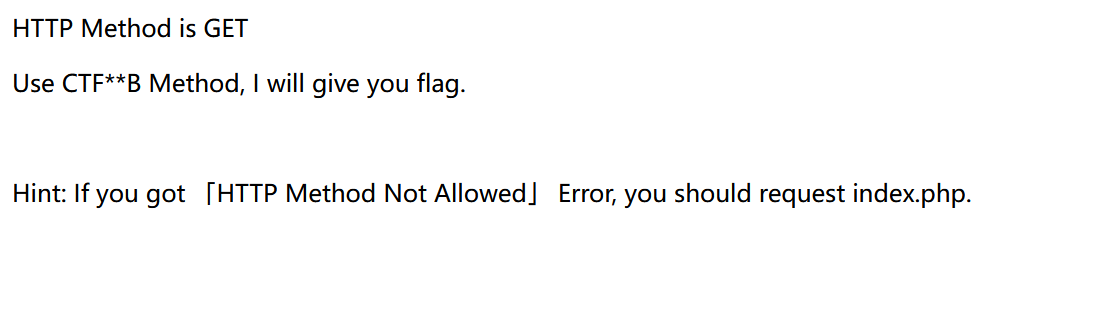 HTTP Method is GET
Use CTF**B Method, I will give you flag.
Hint: If you got 「HTTP Method Not Allowed」 Error, you should request index.php.